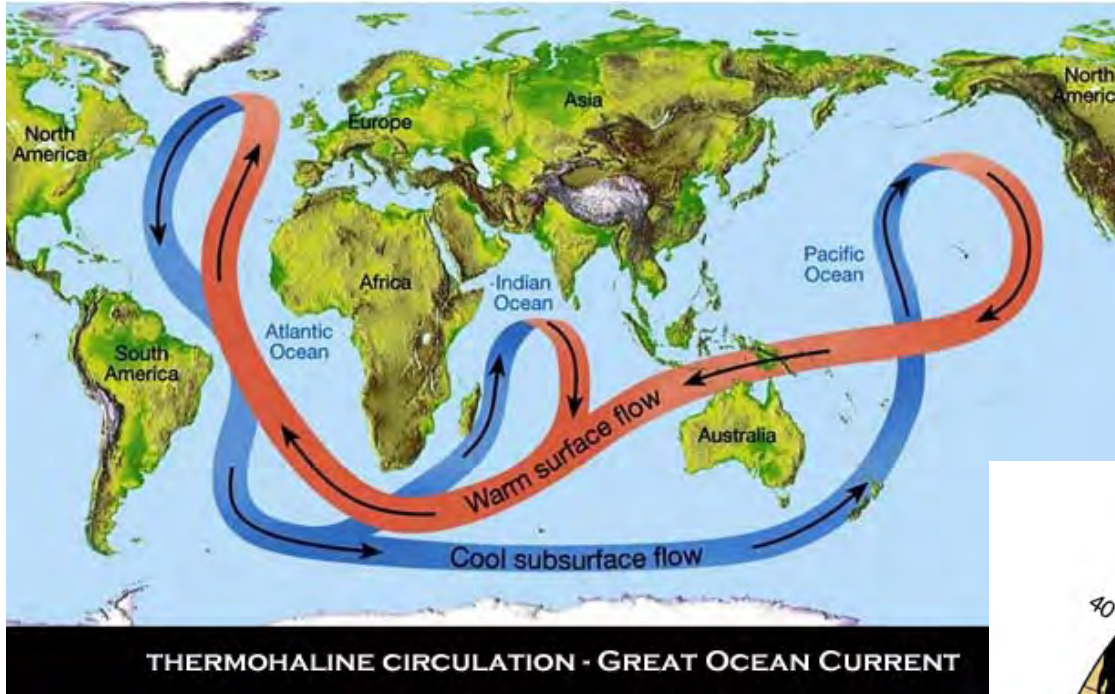 North
America
Europe
Asia
North
Americ
Pacific
Ocean
Africa
Indian
Ocean
Atlantic
Ocean
South
America
Australia
Warm surface flow
Cool subsurface flow
40
THERMOHALINE CIRCULATION - GREAT OCEAN CURRENT